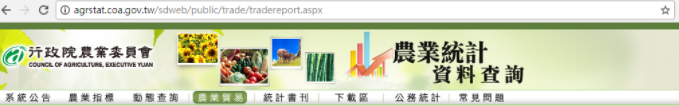 agrstat.coa.gov.tw/sdweb/public/trade/tradereport.aspx
行政院農業委員會
COUNCIL OF AGRICULTURE, EXECUTIVE YUAN
農業統計
資料查詢
系統公告 農業指標 動態查詢 農業貿易 統計書刊 下載區 公務統計 常見問題